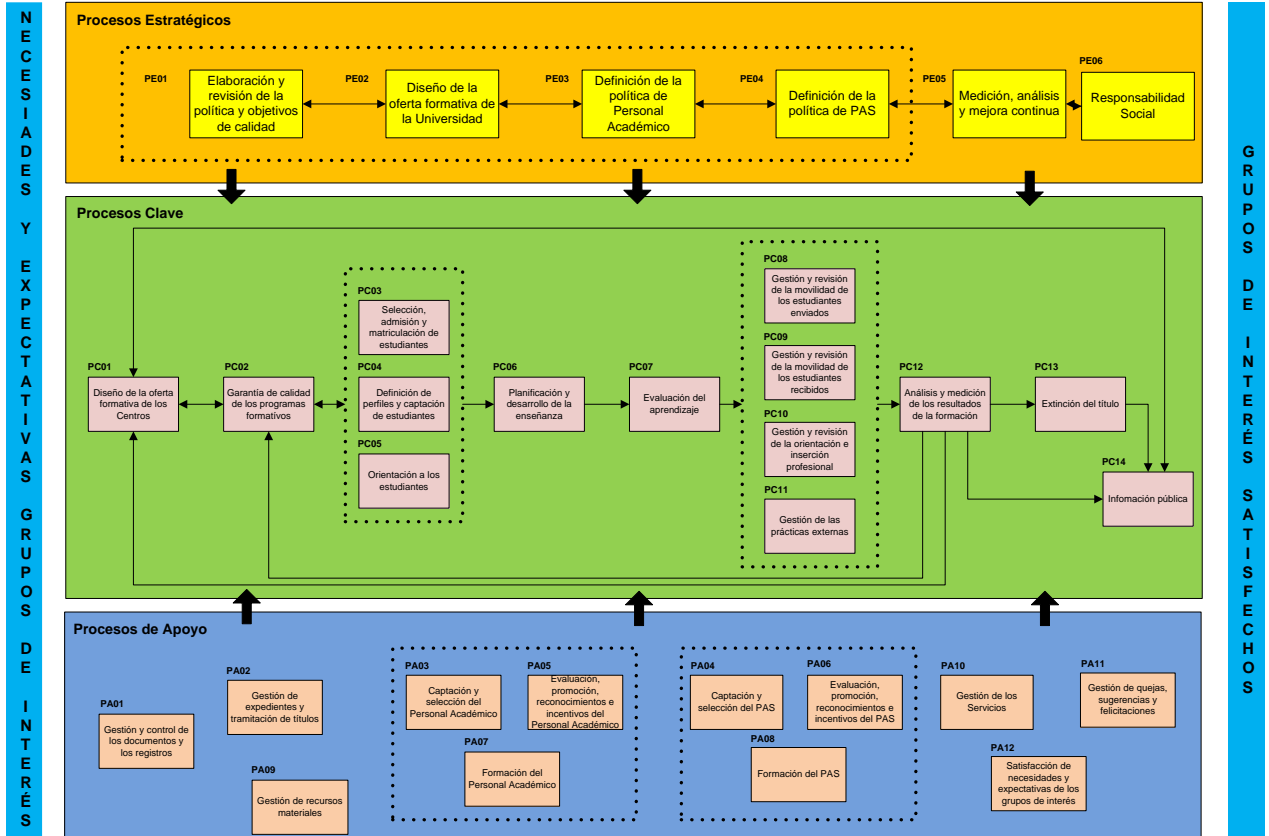 NECESIADES Y EXPECTATIVAS GRUPOS DE INTERÉS
Procesos Estratégicos
PE01
Elaboración y
revisión de la
política y objetivos
de calidad
PE02
Diseño de la
oferta formativa de
la Universidad
PE03
Definición de la
política de
Personal
Académico
PE04
Definición de la
política de PAS
PE05
Medición, análisis
y mejora continua
PE06
Responsabilidad
Social
Procesos Clave
PC01
Diseño de la oferta
formativa de los
Centros
PC02
Garantía de calidad
de los programas
formativos
PC03
Selección,
admisión y
matriculación de
estudiantes
PC04
Definición de
perfiles y captación
de estudiantes
PC05
Orientación a los
estudiantes
PC06
Planificación y
desarrollo de la
enseñanza
PC07
Evaluación del
aprendizaje
PC08
Gestión y revisión
de la movilidad de
los estudiantes
enviados
PC09
Gestión y revisión
de la movilidad de
los estudiantes
recibidos
PC10
Gestión y revisión
de la orientación e
inserción
profesional
PC11
Gestión de las
prácticas externas
PC12
Análisis y medición
de los resultados
de la formación
PC13
Extinción del título
PC14
Infomación pública
Procesos de Apoyo
PA01
Gestión y control de
los documentos y
los registros
PA02
Gestión de
expedientes y
tramitación de títulos
PA09
Gestión de recursos
materiales
PA03
Captación y
selección del
Personal Académico
PA05
Evaluación,
promoción,
reconocimientos e
incentivos del
Personal Académico
PA07
Formación del
Personal Académico
PA04
Captación y
selección del PAS
PA06
Evaluación,
promoción,
reconocimientos e
incentivos del PAS
PA08
Formación del PAS
PA10
Gestión de los
Servicios
PA11
Gestión de quejas,
sugerencias y
felicitaciones
PA12
Satisfacción de
necesidades y
expectativas de los
grupos de interés
GRUPOS DE INTERÉS SATISFECHOS